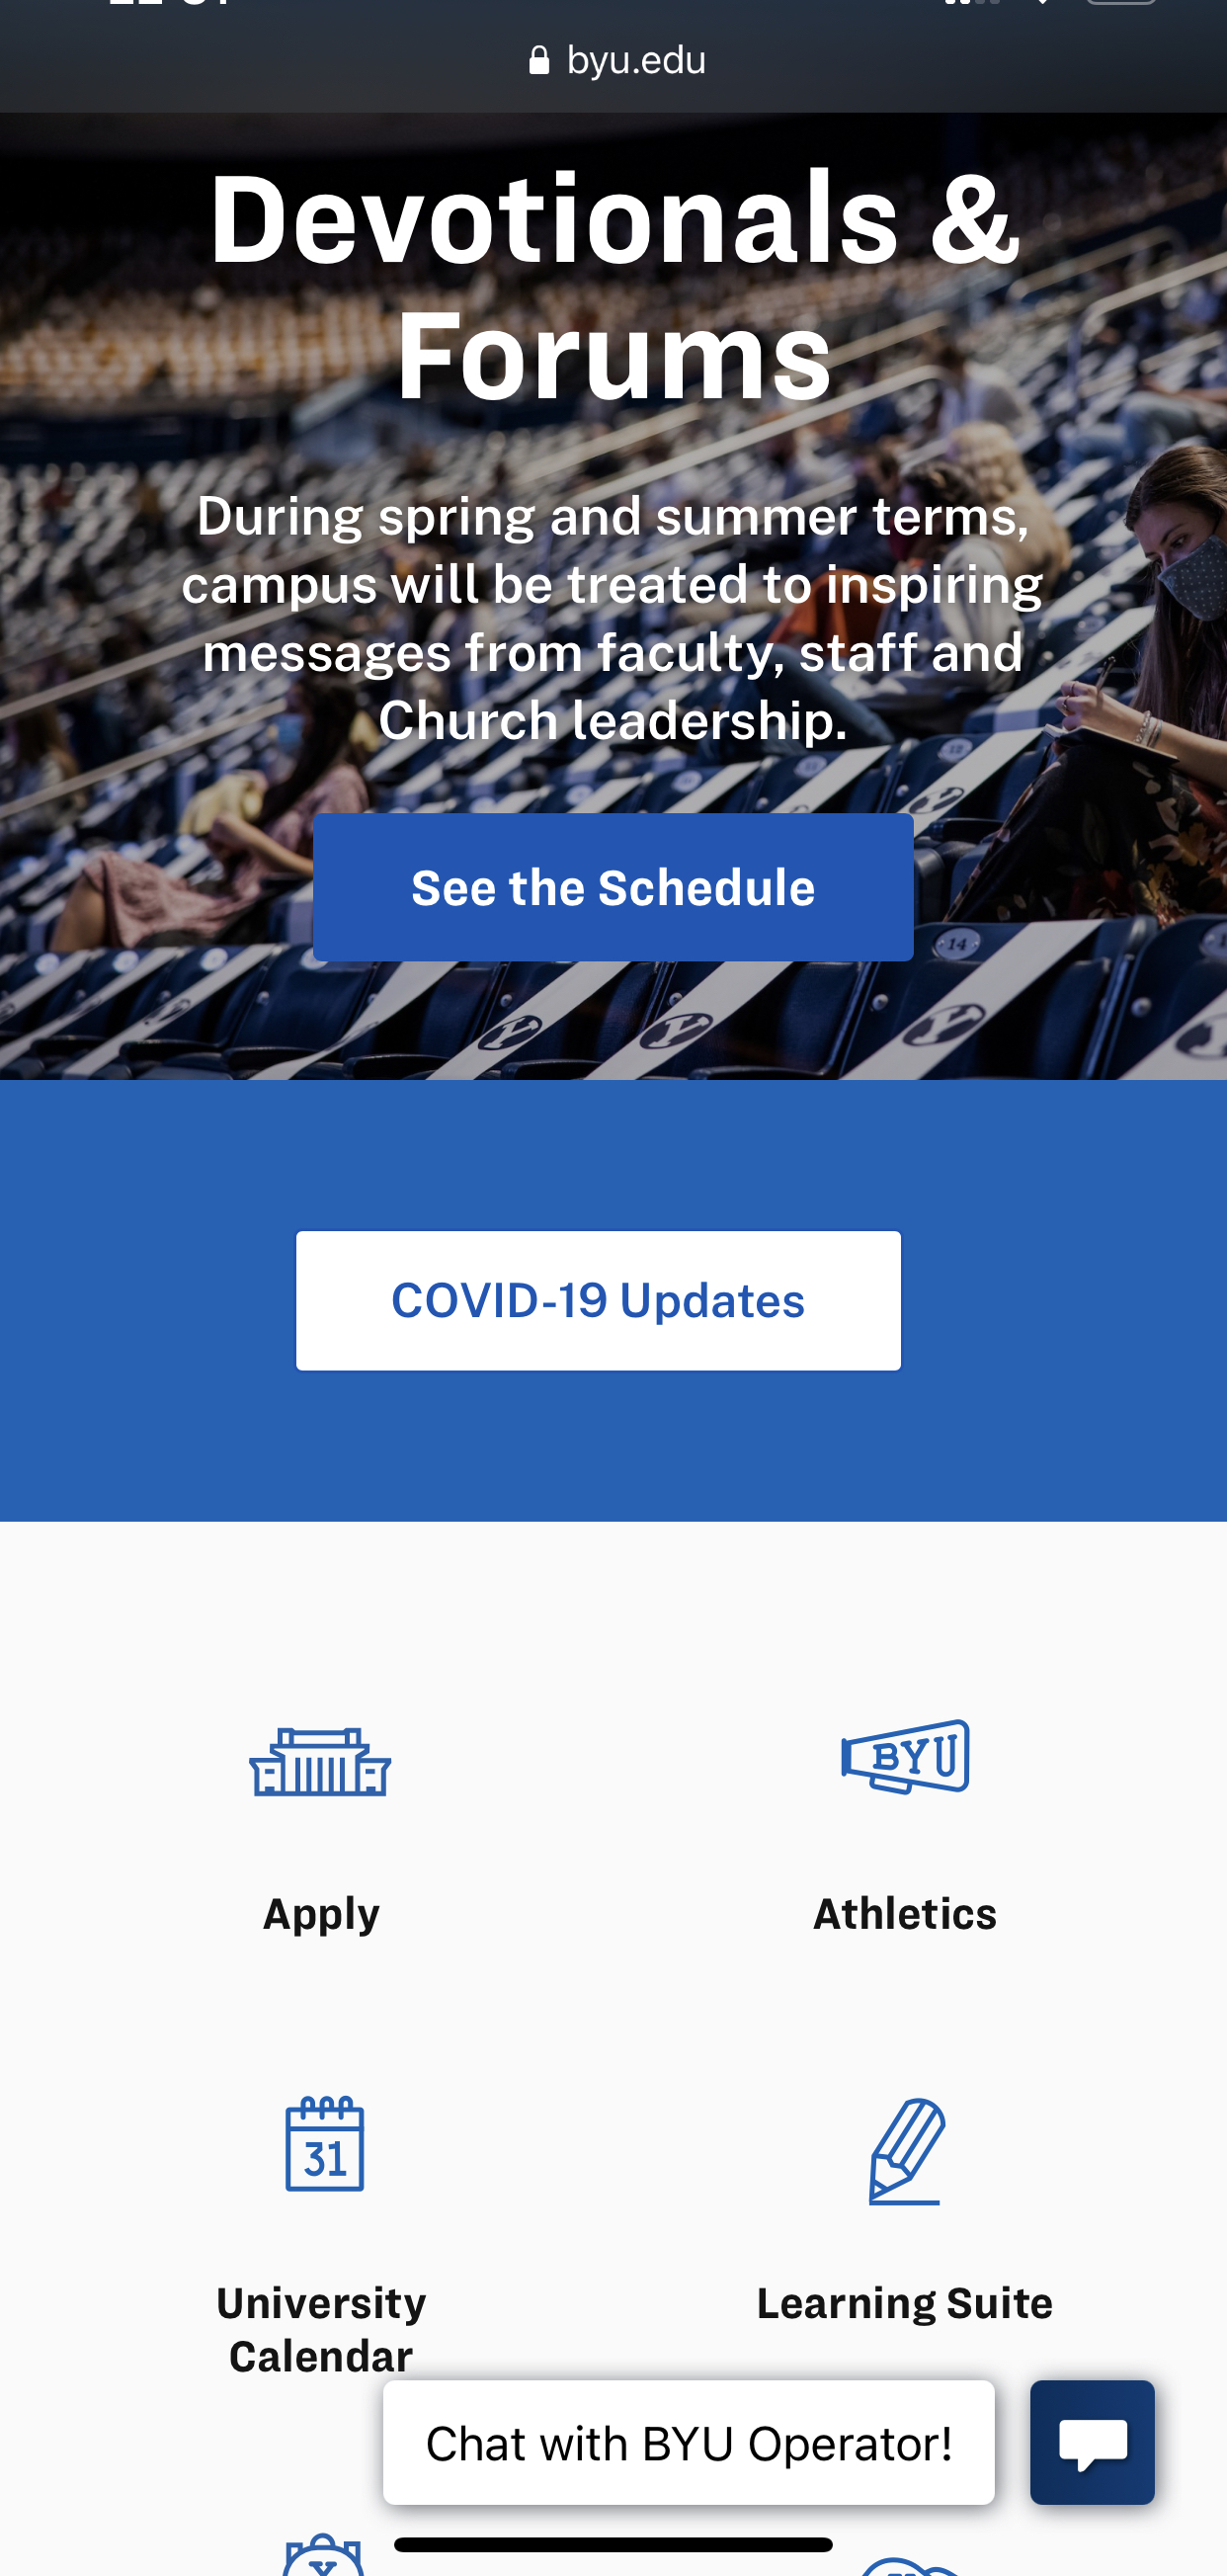 byu.edu
Devotionals &
Forums
During spring and summer terms,
campus will be treated to inspiring
messages from faculty, staff and
Church leadership.
See the Schedule
12
14
Y
Y
Y
Y
COVID-19 Updates
BYU
Apply
Athletics
31
University
Calendar
Learning Suite
Chat with BYU Operator!
Y